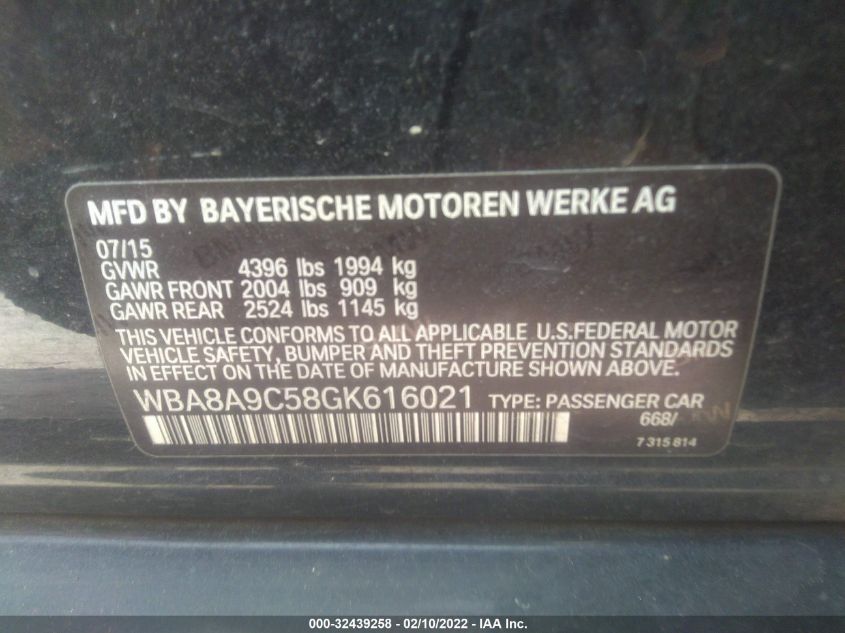 MFD BY BAYERISCHE MOTOREN WERKE AG
07/15
GVWR 4396 lbs 1994 kg
GAWR FRONT 2004 lbs 909 kg
GAWR REAR 2524 lbs 1145 kg
THIS VEHICLE CONFORMS TO ALL APPLICABLE U.S.FEDERAL MOTOR
VEHICLE SAFETY, BUMPER AND THEFT PREVENTION STANDARDS
IN EFFECT ON THE DATE OF MANUFACTURE SHOWN ABOVE.
WBA8A9C58GK616021 TYPE: PASSENGER CAR
668/
7 315 814
000-32439258 - 02/10/2022 - IAA Inc.